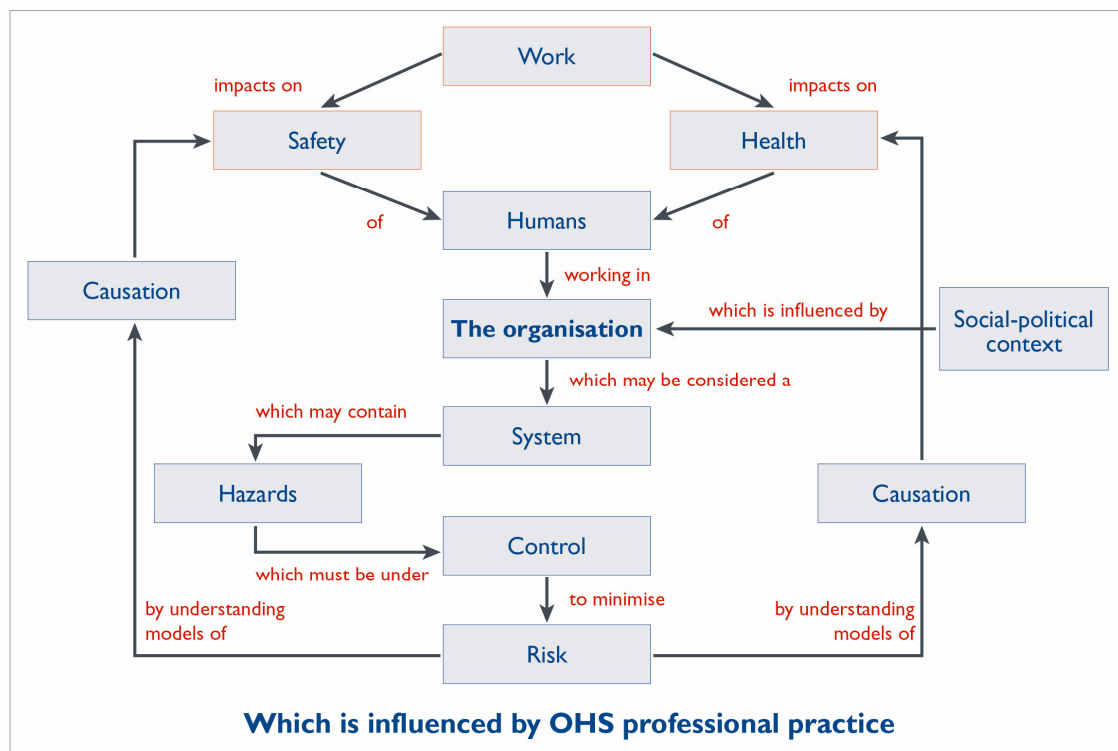 Work
impacts on
impacts on
Safety
Health
of
Humans
of
working in
Causation
The organisation
which is influenced by
Social-political
context
which may be considered a
which may contain
System
Hazards
Causation
Control
which must be under
to minimise
by understanding
models of
by understanding
models of
Risk
Which is influenced by OHS professional practice